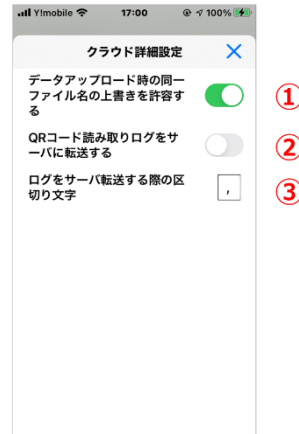 Y!mobile 17:00 100%
クラウド詳細設定
データアップロード時の同一
ファイル名の上書きを許容す
る
①
QRコード読み取りログをサ
ーバに転送する
②
ログをサーバ転送する際の区
切り文字
,
③